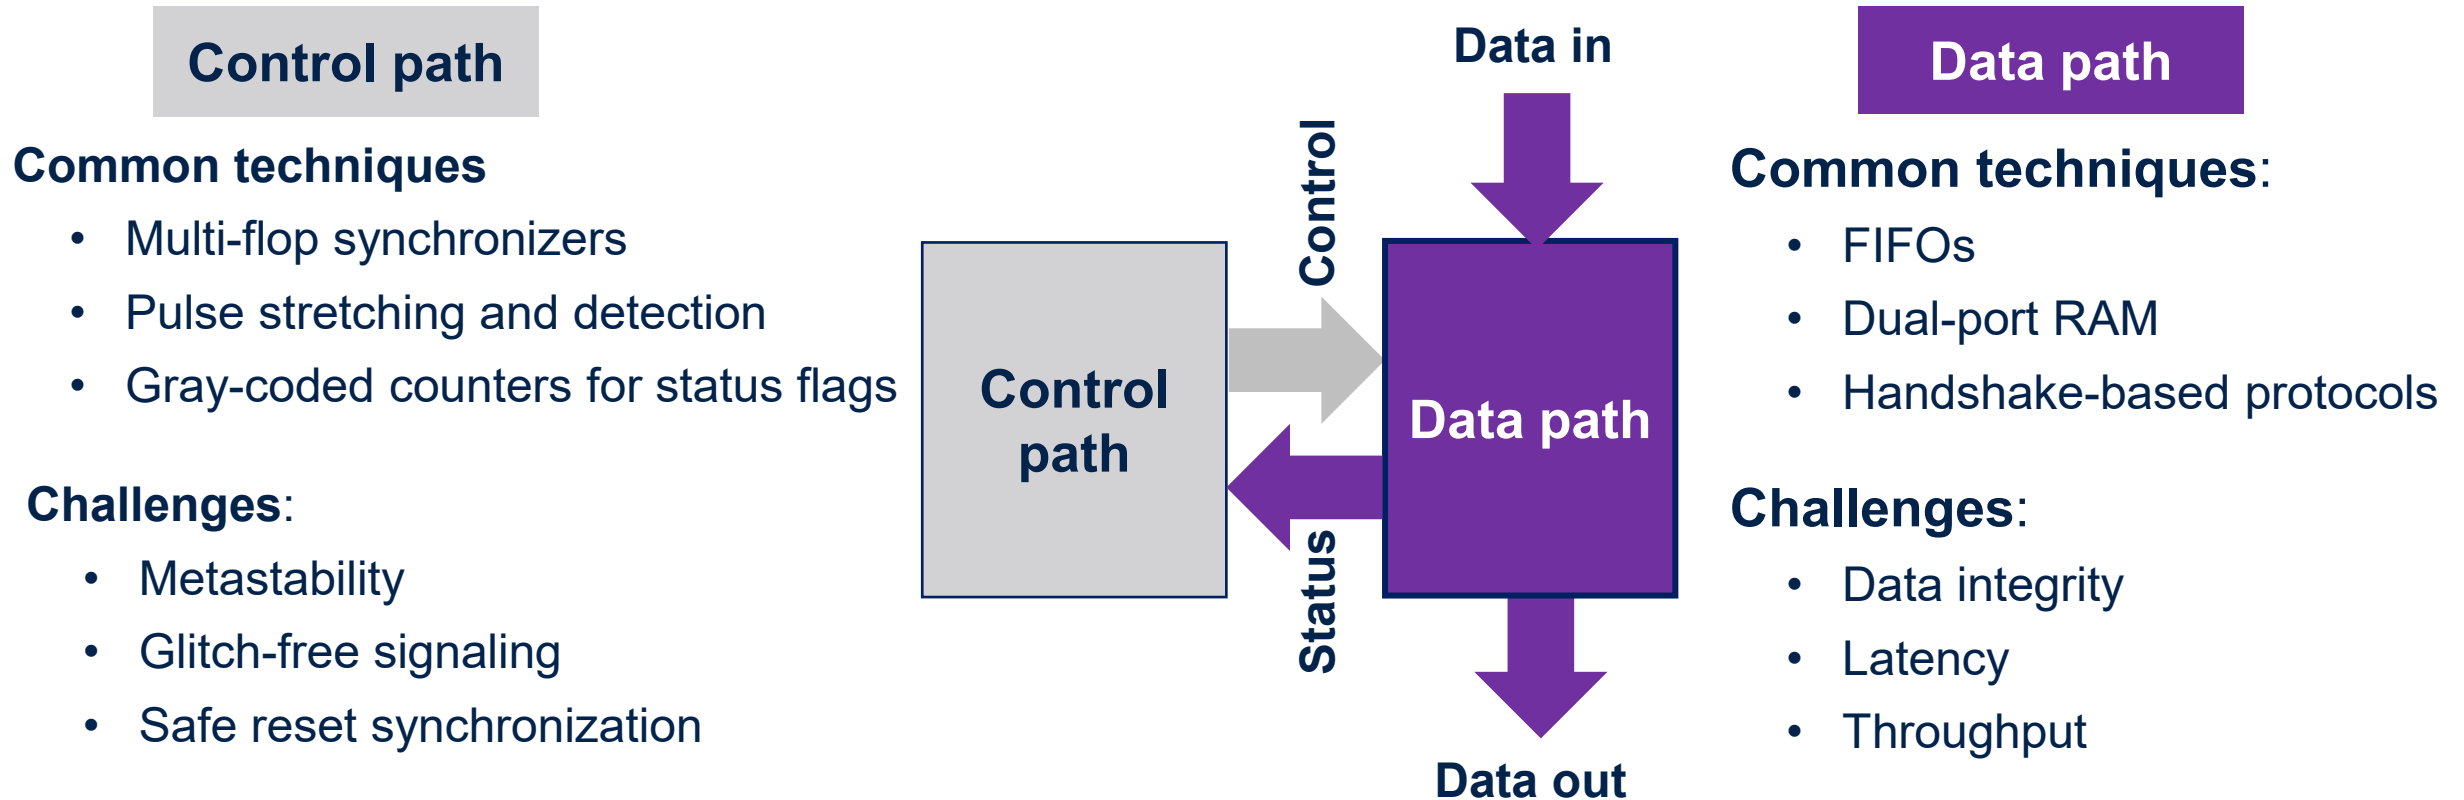 Control path
Common techniques
• Multi-flop synchronizers
• Pulse stretching and detection
• Gray-coded counters for status flags
Challenges:
• Metastability
• Glitch-free signaling
• Safe reset synchronization
Data in
Control
Control
path
Data path
Status
Data out
Data path
Common techniques:
• FIFOs
• Dual-port RAM
• Handshake-based protocols
Challenges:
• Data integrity
• Latency
• Throughput